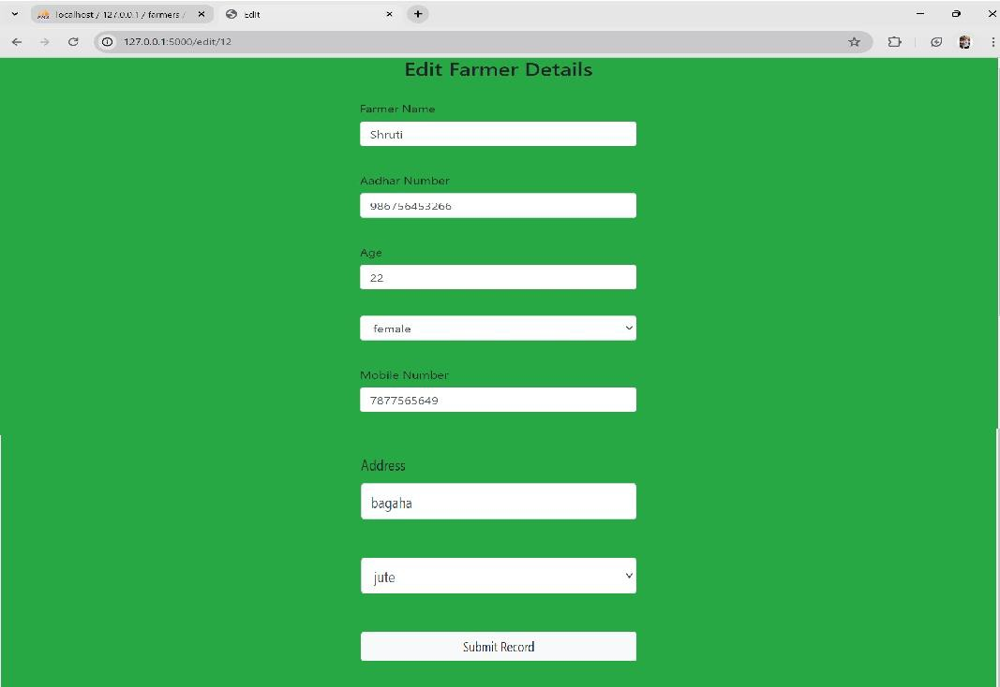 localhost / 127.0.0.1 / farmers /
Edit
127.0.0.1:5000/edit/12
Edit Farmer Details
Farmer Name
Shruti
Aadhar Number
986756453266
Age
22
female
Mobile Number
7877565649
Address
bagaha
jute
Submit Record